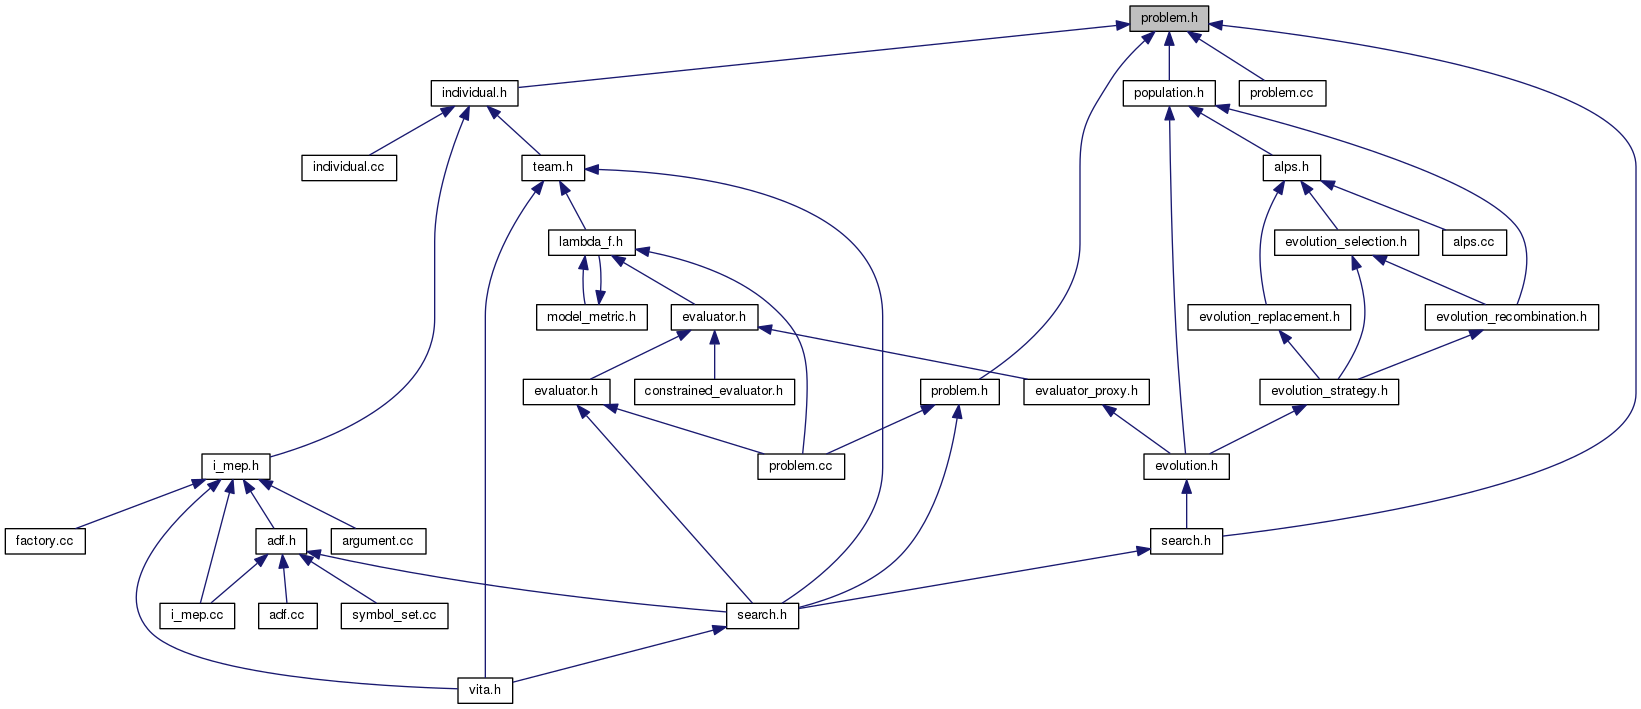 problem.h
individual.h
population.h
problem.cc
individual.cc
team.h
alps.h
lambda_f.h
evolution_selection.h
alps.cc
model_metric.h
evaluator.h
evolution_replacement.h
evolution_recombination.h
evaluator.h
constrained_evaluator.h
problem.h
evaluator_proxy.h
evolution_strategy.h
i_mep.h
problem.cc
evolution.h
factory.cc
adf.h
argument.cc
search.h
i_mep.cc
adf.cc
symbol_set.cc
search.h
vita.h